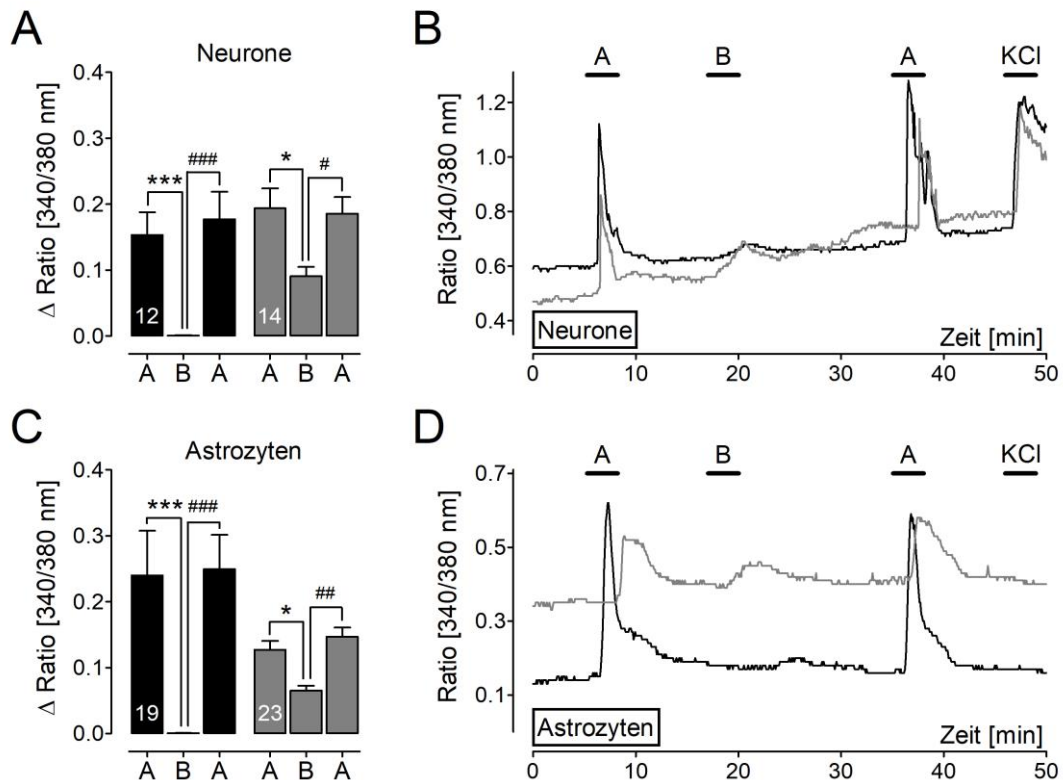 A
Neurone
Δ Ratio [340/380 nm]
0.4
0.3
0.2
0.1
0.0
*** ###
* #
12
14
A B A A B A
B
A B A KCl
Ratio [340/380 nm]
1.2
1.0
0.8
0.6
0.4
Neurone
Zeit [min]
0 10 20 30 40 50
C
Astrozyten
Δ Ratio [340/380 nm]
0.4
0.3
0.2
0.1
0.0
*** ###
* ##
19
23
A B A A B A
D
A B A KCl
Ratio [340/380 nm]
0.7
0.5
0.3
0.1
Astrozyten
Zeit [min]
0 10 20 30 40 50